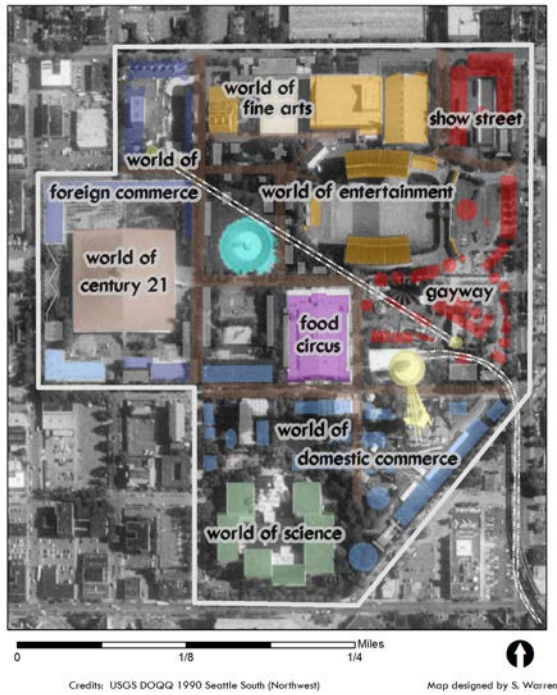 world of
fine arts
show street
world of
foreign commerce
world of entertainment
world of
century 21
gayway
food
circus
world of
domestic commerce
world of science
Miles
0 1/8 1/4
Credits: USGS DOQQ 1990 Seattle South (Northwest) Map designed by S. Warren